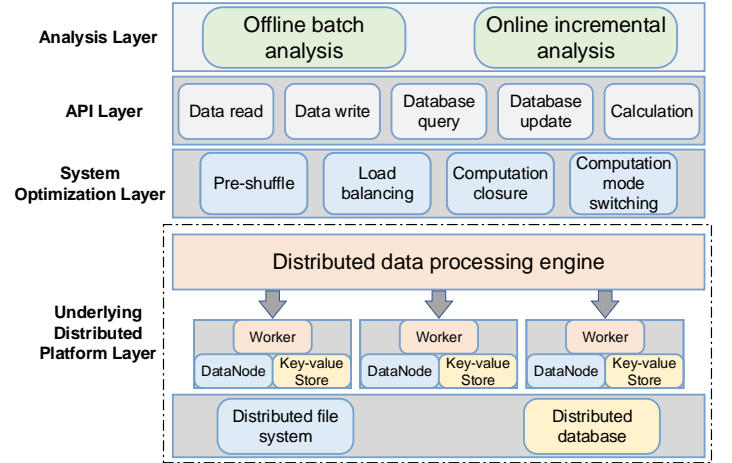 Analysis Layer
Offline batch
analysis
Online incremental
analysis
API Layer
Data read
Data write
Database
query
Database
update
Calculation
System
Optimization Layer
Pre-shuffle
Load
balancing
Computation
closure
Computation
mode
switching
Underlying
Distributed
Platform Layer
Distributed data processing engine
Worker
DataNode
Key-value
Store
Worker
DataNode
Key-value
Store
Worker
DataNode
Key-value
Store
Distributed file
system
Distributed
database